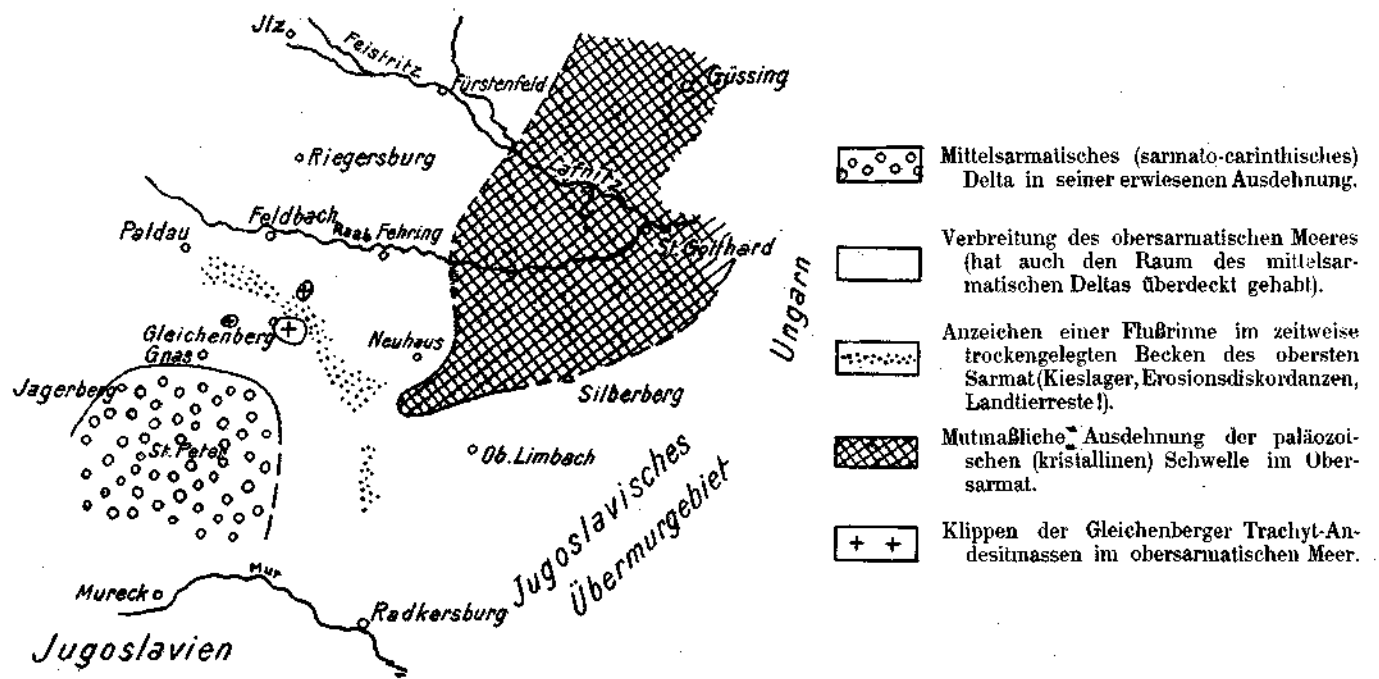 Jlz
Feistritz
Fürstenfeld
Güssing
Riegersburg
Lafnitz
Feldbach
Raab
Fehring
Paldau
St. Gotthard
Ungarn
Gleichenberg
Neuhaus
Gnas
Jagerberg
Silberberg
St. Peter
Ob. Limbach
Jugoslavisches
Übermurgebiet
Mur
Mureck
Radkersburg
Jugoslavien
Mittelsarmatisches (sarmato-carinthisches)
Delta in seiner erwiesenen Ausdehnung.
Verbreitung des obersarmatischen Meeres
(hat auch den Raum des mittelsar-
matischen Deltas überdeckt gehabt).
Anzeichen einer Flußrinne im zeitweise
trockengelegten Becken des obersten
Sarmat (Kieslager, Erosionsdiskordanzen,
Landtierreste!).
Mutmaßliche Ausdehnung der paläozoi-
schen (kristallinen) Schwelle im Ober-
sarmat.
Klippen der Gleichenberger Trachyt-An-
desitmassen im obersarmatischen Meer.